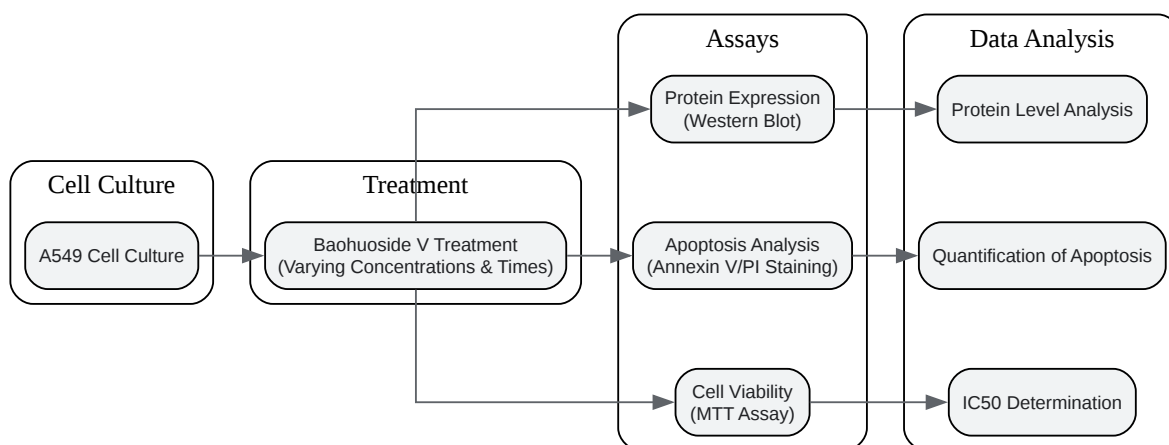 Cell Culture
A549 Cell Culture
Treatment
Baohuoside V Treatment
(Varying Concentrations & Times)
Assays
Protein Expression
(Western Blot)
Apoptosis Analysis
(Annexin V/PI Staining)
Cell Viability
(MTT Assay)
Data Analysis
Protein Level Analysis
Quantification of Apoptosis
IC50 Determination